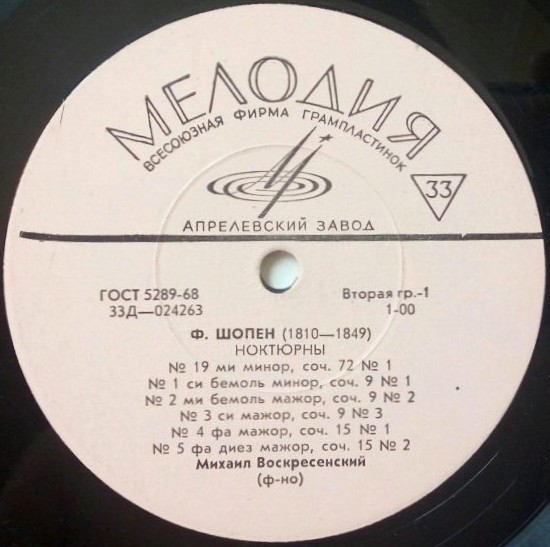 МЕЛОДИЯ
ВСЕСОЮЗНАЯ ФИРМА ГРАМПЛАСТИНОК
33
АПРЕЛЕВСКИЙ ЗАВОД
ГОСТ 5289-68 Вторая гр.-1
33Д—024263 1-00
Ф. ШОПЕН (1810—1849)
НОКТЮРНЫ
№ 19 ми минор, соч. 72 № 1
№ 1 си бемоль минор, соч. 9 № 1
№ 2 ми бемоль мажор, соч. 9 № 2
№ 3 си мажор, соч. 9 № 3
№ 4 фа мажор, соч. 15 № 1
№ 5 фа диез мажор, соч. 15 № 2
Михаил Воскресенский
(ф-но)